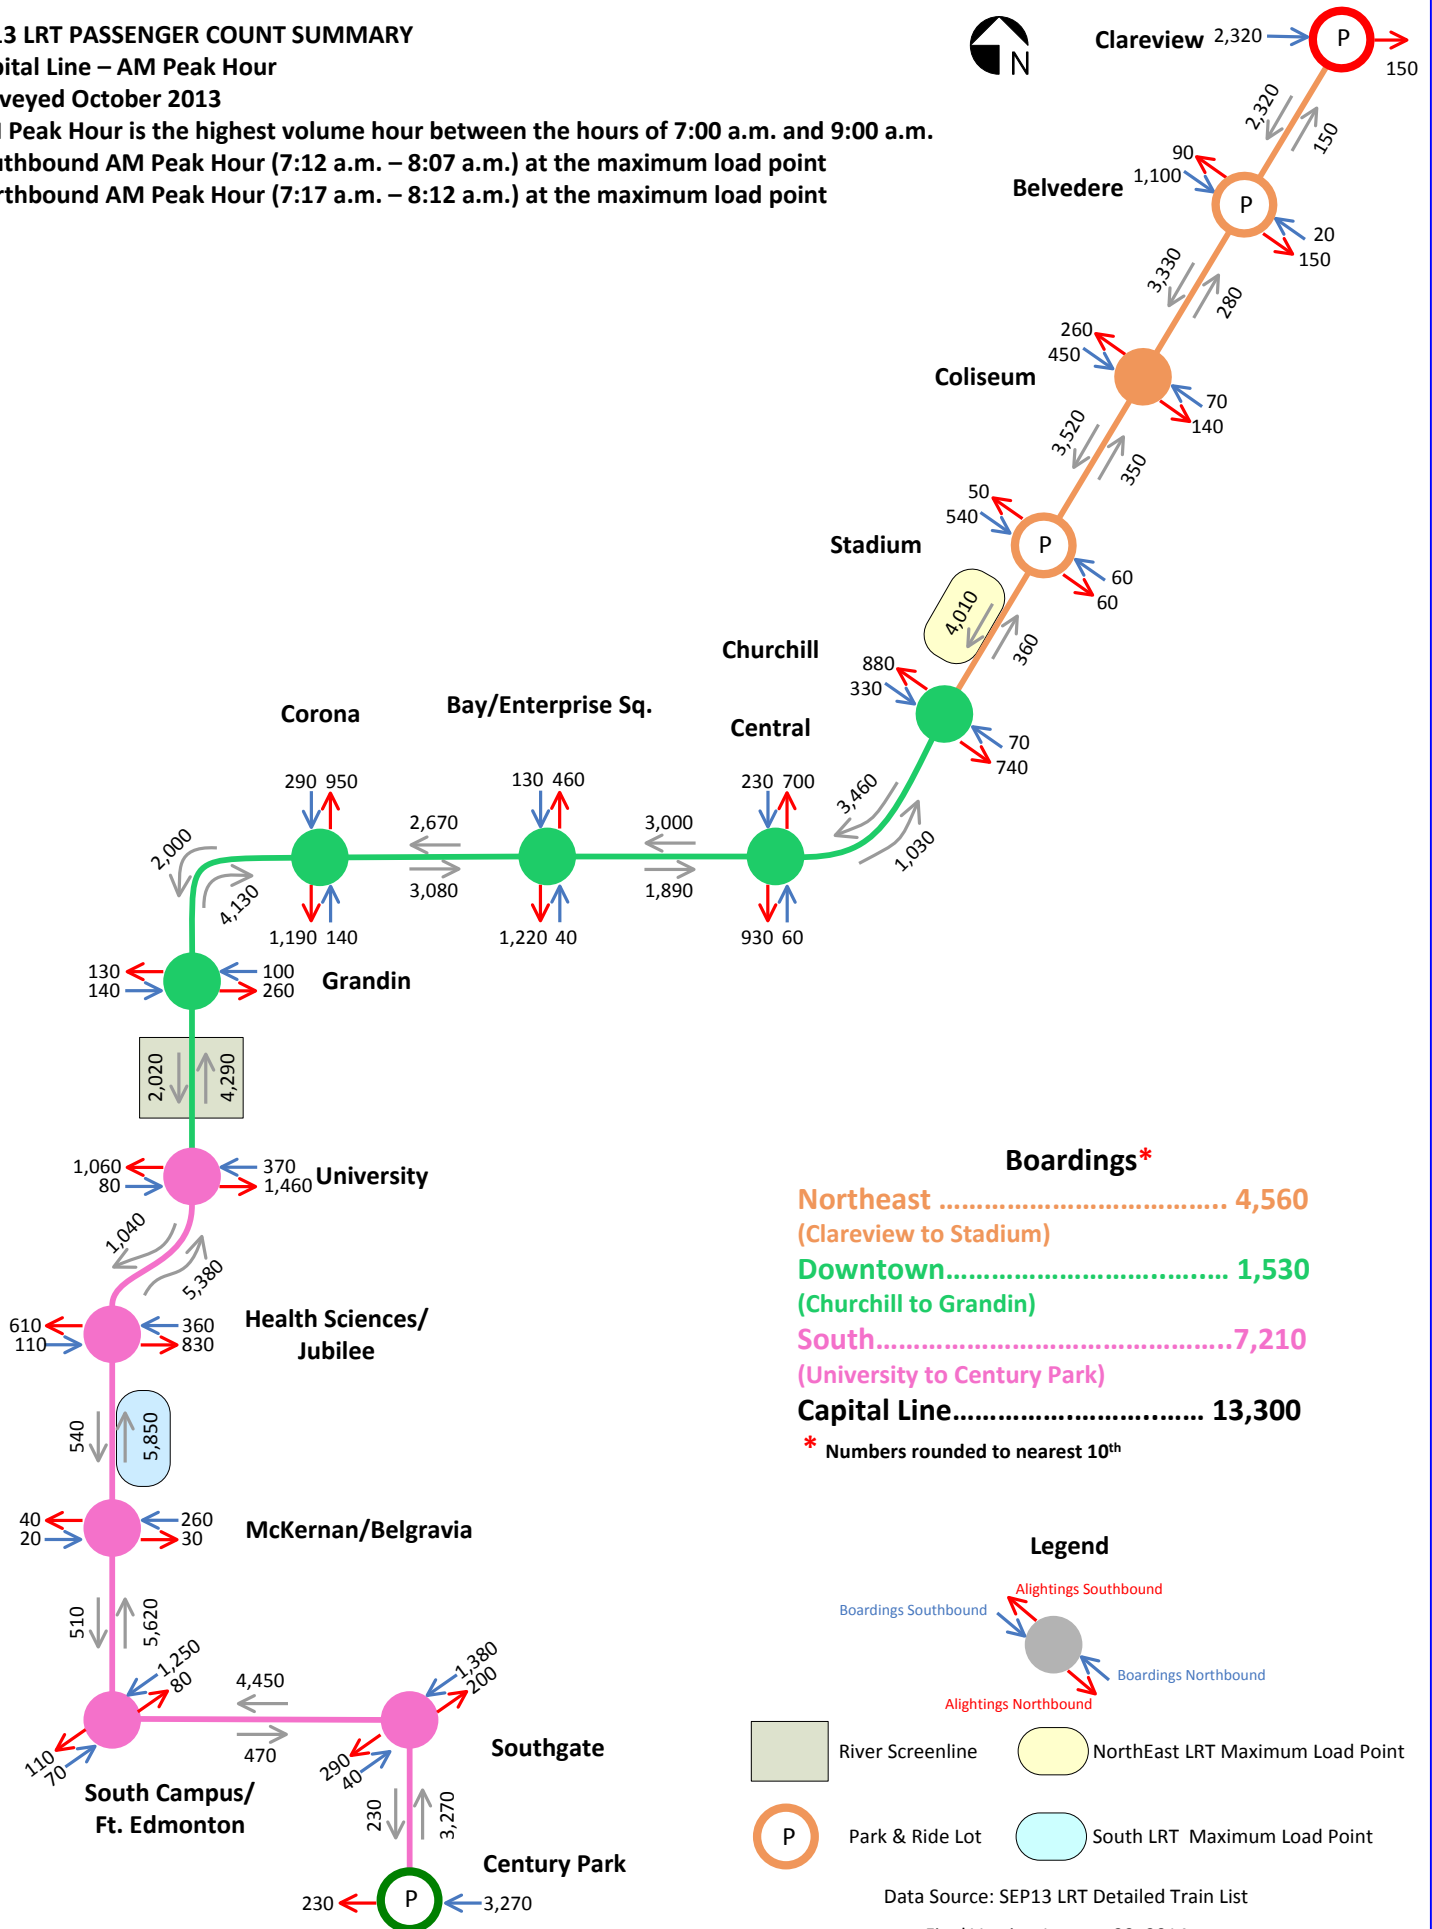 13 LRT PASSENGER COUNT SUMMARY
pital Line – AM Peak Hour
veyed October 2013
Peak Hour is the highest volume hour between the hours of 7:00 a.m. and 9:00 a.m.
uthbound AM Peak Hour (7:12 a.m. – 8:07 a.m.) at the maximum load point
rthbound AM Peak Hour (7:17 a.m. – 8:12 a.m.) at the maximum load point
N
Clareview 2,320
P
150
2,320
150
Belvedere
90
1,100
P
20
150
3,330
280
Coliseum
260
450
70
140
3,520
350
Stadium
50
540
P
60
60
4,010
360
Churchill
880
330
70
740
3,460
1,030
Central
230 700
930 60
3,000
1,890
Bay/Enterprise Sq.
130 460
1,220 40
2,670
3,080
Corona
290 950
1,190 140
2,000
4,130
Grandin
130
140
100
260
2,020
4,290
University
1,060
80
370
1,460
1,040
5,380
Health Sciences/
Jubilee
610
110
360
830
540
5,850
McKernan/Belgravia
40
20
260
30
510
5,620
1,250
80
110
70
South Campus/
Ft. Edmonton
4,450
470
1,380
200
290
40
Southgate
230
3,270
Century Park
230
P
3,270
Boardings*
Northeast ………………………………….. 4,560
(Clareview to Stadium)
Downtown……………………………... 1,530
(Churchill to Grandin)
South…………………………………………..7,210
(University to Century Park)
Capital Line…………………………… 13,300
* Numbers rounded to nearest 10th
Legend
Alightings Southbound
Boardings Southbound
Boardings Northbound
Alightings Northbound
River Screenline
NorthEast LRT Maximum Load Point
P
Park & Ride Lot
South LRT Maximum Load Point
Data Source: SEP13 LRT Detailed Train List